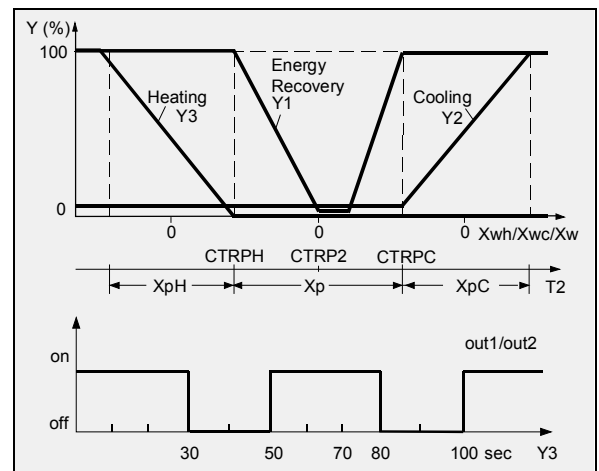 Y (%)
100
Heating
Y3
Energy
Recovery
Y1
Cooling
Y2
0
0
0
0
Xwh/Xwc/Xw
CTRPH
CTRP2
CTRPC
XpH
Xp
XpC
T2
on
out1/out2
off
30
50
70
80
100 sec
Y3